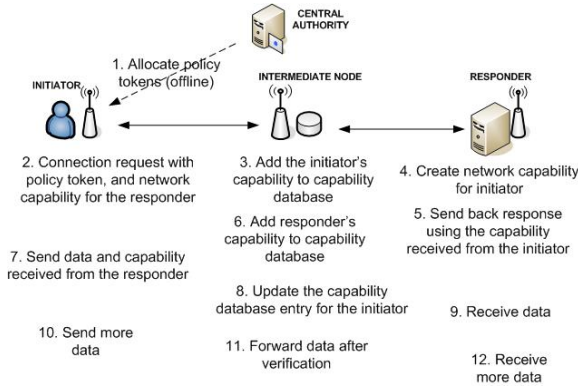 CENTRAL
AUTHORITY
1. Allocate policy
tokens (offline)
INITIATOR
INTERMEDIATE NODE
RESPONDER
2. Connection request with
policy token, and network
capability for the responder
3. Add the initiator's
capability to capability
database
4. Create network capability
for initiator
5. Send back response
using the capability
received from the initiator
6. Add responder's
capability to capability
database
7. Send data and capability
received from the responder
8. Update the capability
database entry for the initiator
9. Receive data
10. Send more
data
11. Forward data after
verification
12. Receive
more data